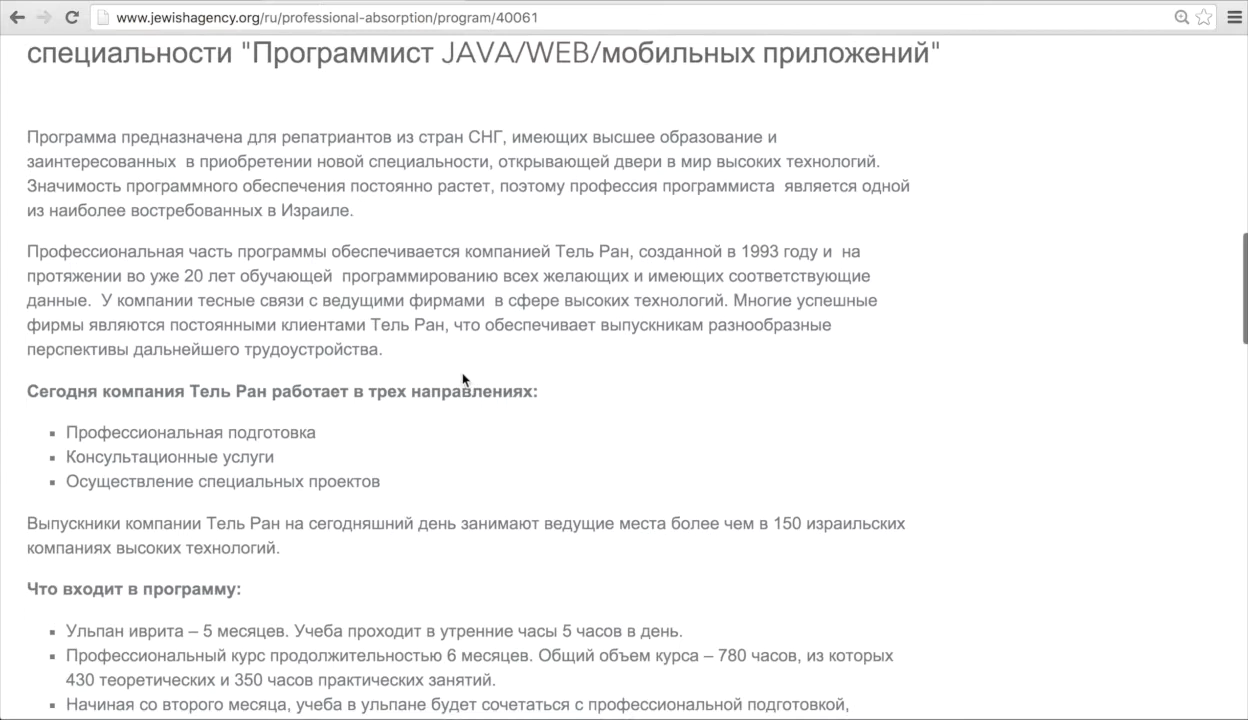 www.jewishagency.org/ru/professional-absorption/program/40061
специальности "Программист JAVA/WEB/мобильных приложений"
Программа предназначена для репатриантов из стран СНГ, имеющих высшее образование и
заинтересованных в приобретении новой специальности, открывающей двери в мир высоких технологий.
Значимость программного обеспечения постоянно растет, поэтому профессия программиста является одной
из наиболее востребованных в Израиле.
Профессиональная часть программы обеспечивается компанией Тель Ран, созданной в 1993 году и на
протяжении во уже 20 лет обучающей программированию всех желающих и имеющих соответствующие
данные. У компании тесные связи с ведущими фирмами в сфере высоких технологий. Многие успешные
фирмы являются постоянными клиентами Тель Ран, что обеспечивает выпускникам разнообразные
перспективы дальнейшего трудоустройства.
Сегодня компания Тель Ран работает в трех направлениях:
▪ Профессиональная подготовка
▪ Консультационные услуги
▪ Осуществление специальных проектов
Выпускники компании Тель Ран на сегодняшний день занимают ведущие места более чем в 150 израильских
компаниях высоких технологий.
Что входит в программу:
▪ Ульпан иврита – 5 месяцев. Учеба проходит в утренние часы 5 часов в день.
▪ Профессиональный курс продолжительностью 6 месяцев. Общий объем курса – 780 часов, из которых
430 теоретических и 350 часов практических занятий.
▪ Начиная со второго месяца, учеба в ульпане будет сочетаться с профессиональной подготовкой,